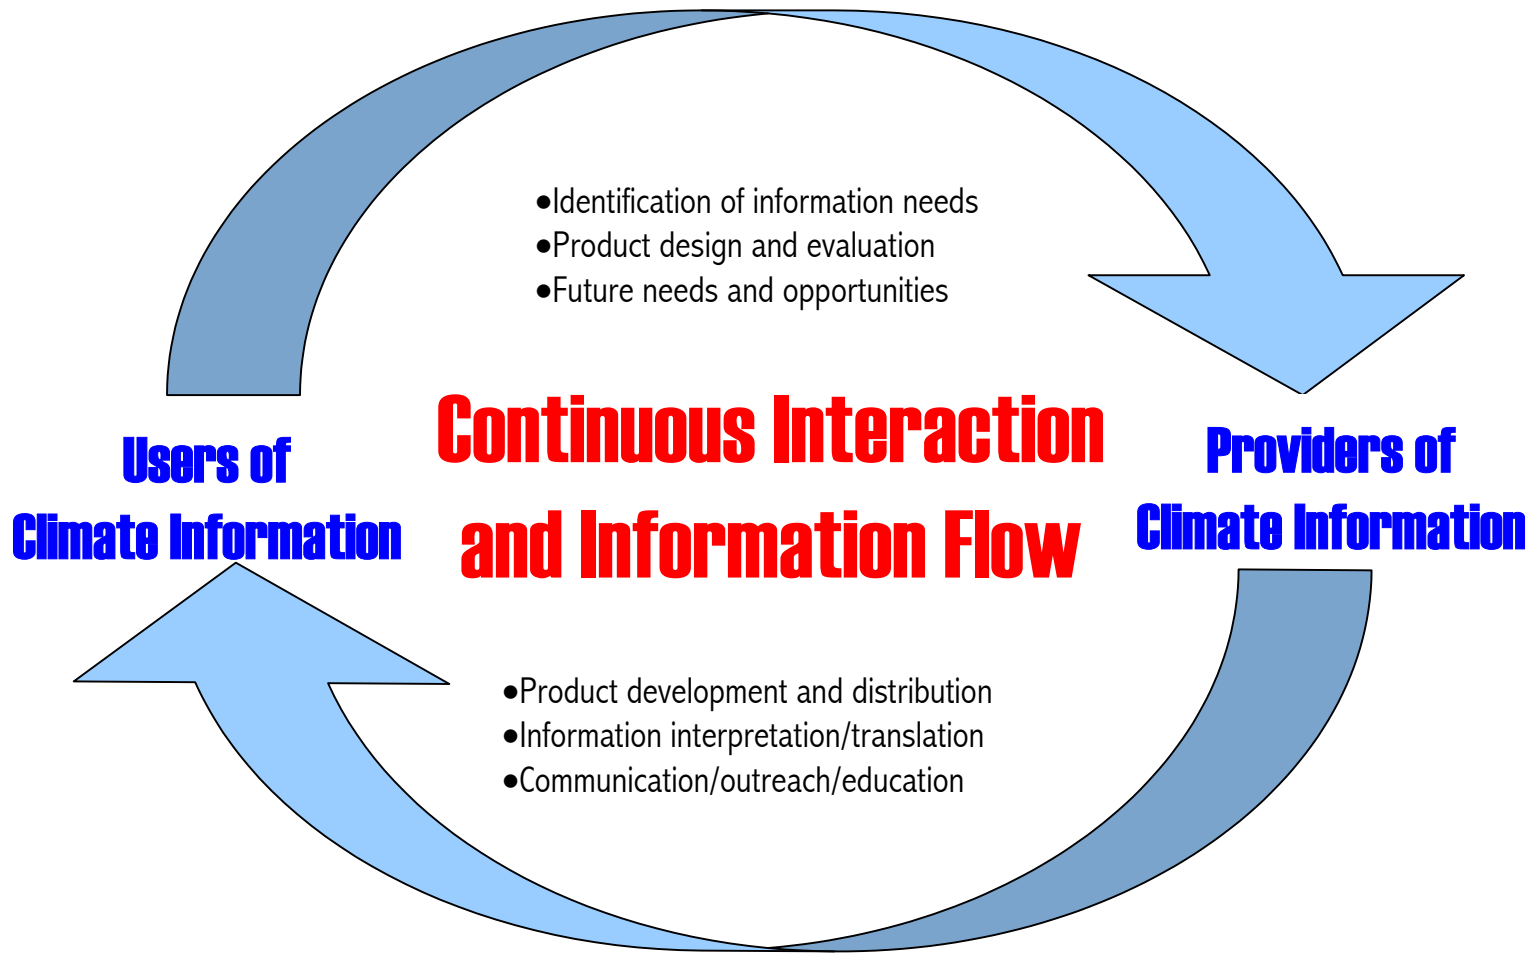 •Identification of information needs
•Product design and evaluation
•Future needs and opportunities
Continuous Interaction
and Information Flow
Users of
Climate Information
Providers of
Climate Information
•Product development and distribution
•Information interpretation/translation
•Communication/outreach/education